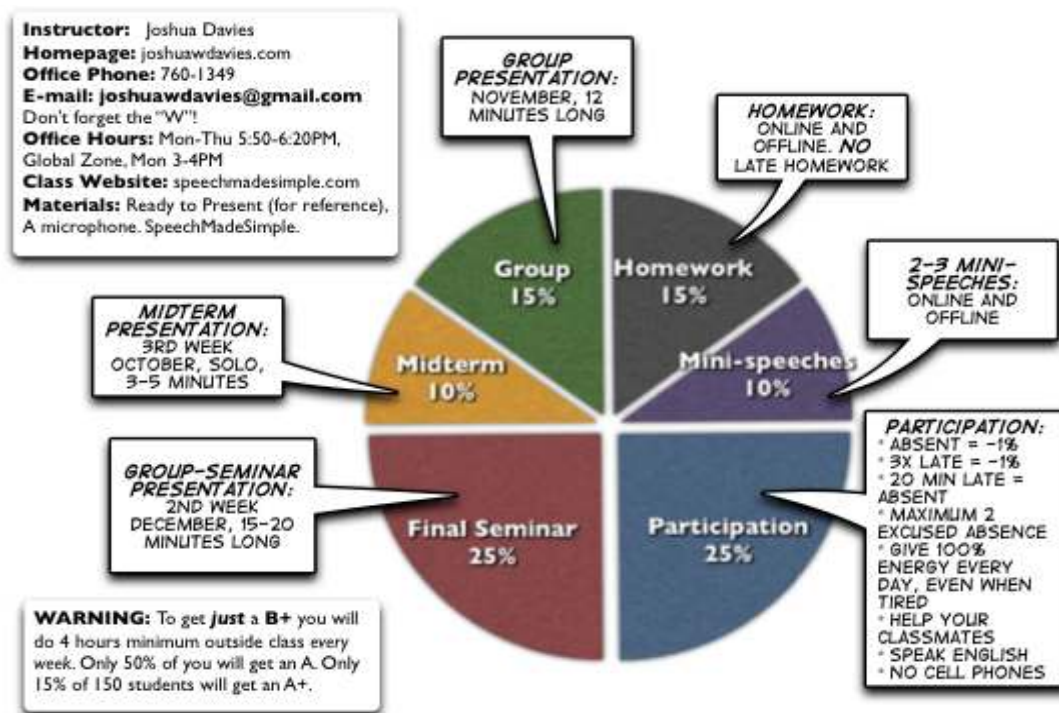 Instructor: Joshua Davies
Homepage: joshuawdavies.com
Office Phone: 760-1349
E-mail: joshuawdavies@gmail.com
Don't forget the "W"!
Office Hours: Mon-Thu 5:50-6:20PM,
Global Zone, Mon 3-4PM
Class Website: speechmadesimple.com
Materials: Ready to Present (for reference),
A microphone. SpeechMadeSimple.
GROUP
PRESENTATION:
NOVEMBER, 12
MINUTES LONG
HOMEWORK:
ONLINE AND
OFFLINE. NO
LATE HOMEWORK
Group
15%
Homework
15%
2-3 MINI-
SPEECHES:
ONLINE AND
OFFLINE
MIDTERM
PRESENTATION:
3RD WEEK
OCTOBER, SOLO,
3-5 MINUTES
Midterm
10%
Mini-speeches
10%
GROUP-SEMINAR
PRESENTATION:
2ND WEEK
DECEMBER, 15-20
MINUTES LONG
Final Seminar
25%
Participation
25%
PARTICIPATION:
* ABSENT = -1%
* 3X LATE = -1%
* 20 MIN LATE =
ABSENT
* MAXIMUM 2
EXCUSED ABSENCE
* GIVE 100%
ENERGY EVERY
DAY, EVEN WHEN
TIRED
* HELP YOUR
CLASSMATES
* SPEAK ENGLISH
* NO CELL PHONES
WARNING: To get just a B+ you will
do 4 hours minimum outside class every
week. Only 50% of you will get an A. Only
15% of 150 students will get an A+.